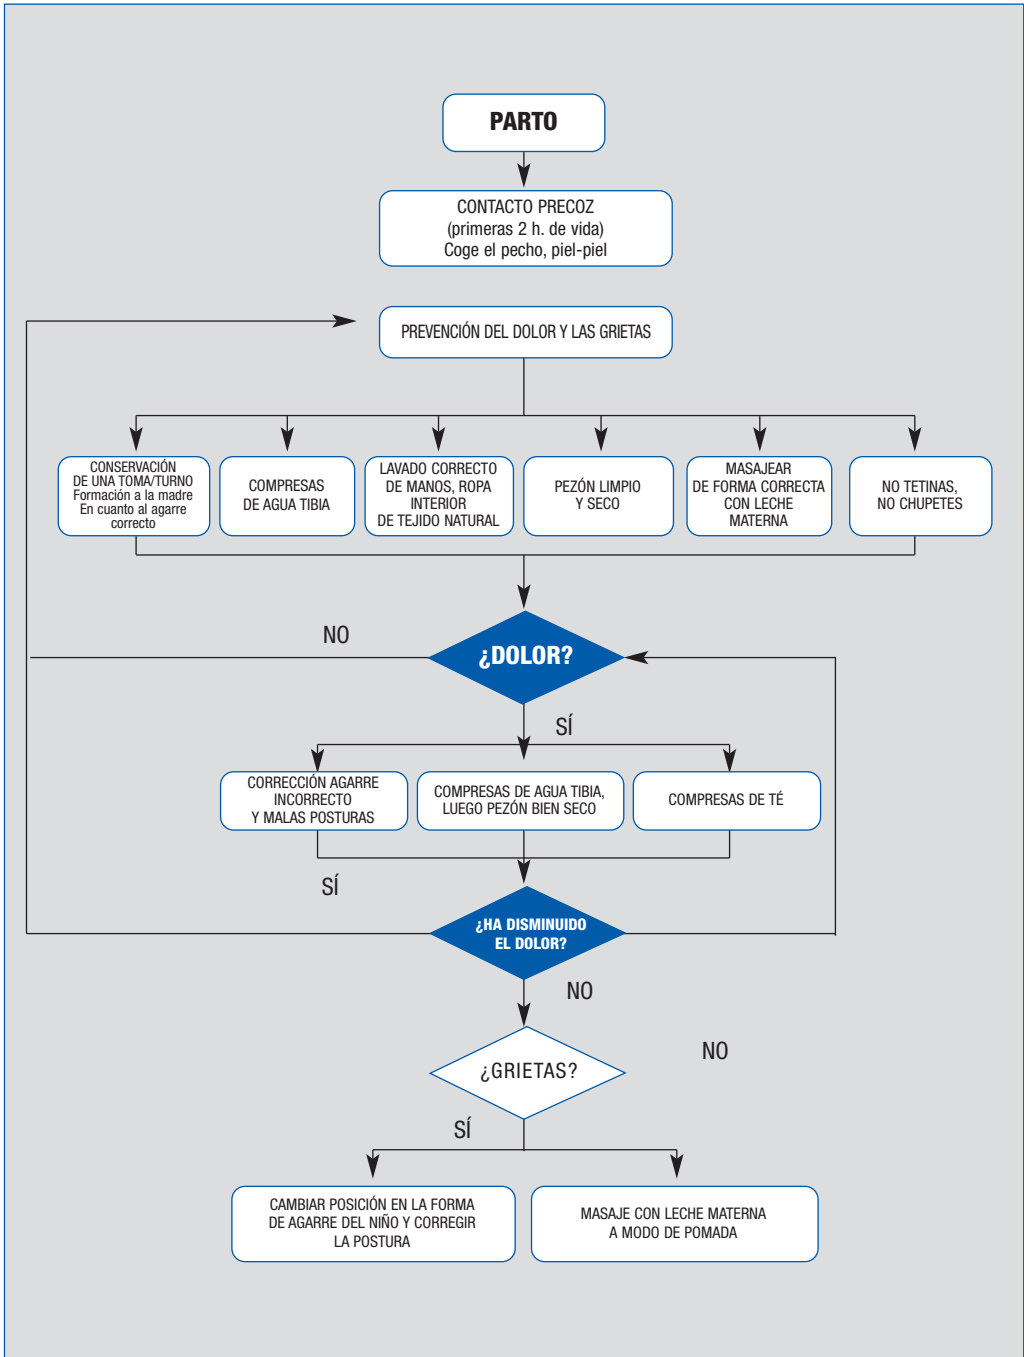 PARTO
CONTACTO PRECOZ
(primeras 2 h. de vida)
Coge el pecho, piel-piel
PREVENCIÓN DEL DOLOR Y LAS GRIETAS
CONSERVACIÓN
DE UNA TOMA/TURNO
Formación a la madre
En cuanto al agarre
correcto
COMPRESAS
DE AGUA TIBIA
LAVADO CORRECTO
DE MANOS, ROPA
INTERIOR
DE TEJIDO NATURAL
PEZÓN LIMPIO
Y SECO
MASAJEAR
DE FORMA CORRECTA
CON LECHE
MATERNA
NO TETINAS,
NO CHUPETES
NO
¿DOLOR?
SÍ
CORRECCIÓN AGARRE
INCORRECTO
Y MALAS POSTURAS
COMPRESAS DE AGUA TIBIA,
LUEGO PEZÓN BIEN SECO
COMPRESAS DE TÉ
SÍ
¿HA DISMINUIDO
EL DOLOR?
NO
NO
¿GRIETAS?
SÍ
CAMBIAR POSICIÓN EN LA FORMA
DE AGARRE DEL NIÑO Y CORREGIR
LA POSTURA
MASAJE CON LECHE MATERNA
A MODO DE POMADA